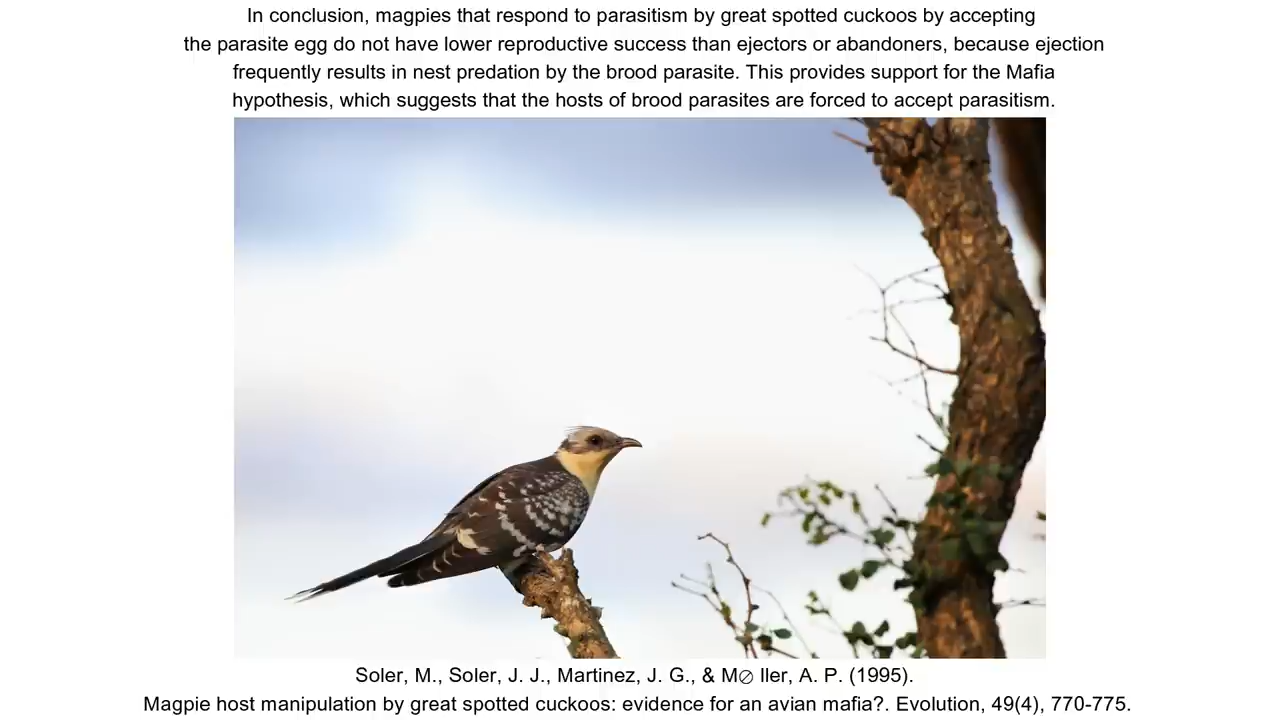 In conclusion, magpies that respond to parasitism by great spotted cuckoos by accepting
the parasite egg do not have lower reproductive success than ejectors or abandoners, because ejection
frequently results in nest predation by the brood parasite. This provides support for the Mafia
hypothesis, which suggests that the hosts of brood parasites are forced to accept parasitism.
Soler, M., Soler, J. J., Martinez, J. G., & M∅ ller, A. P. (1995).
Magpie host manipulation by great spotted cuckoos: evidence for an avian mafia?. Evolution, 49(4), 770-775.